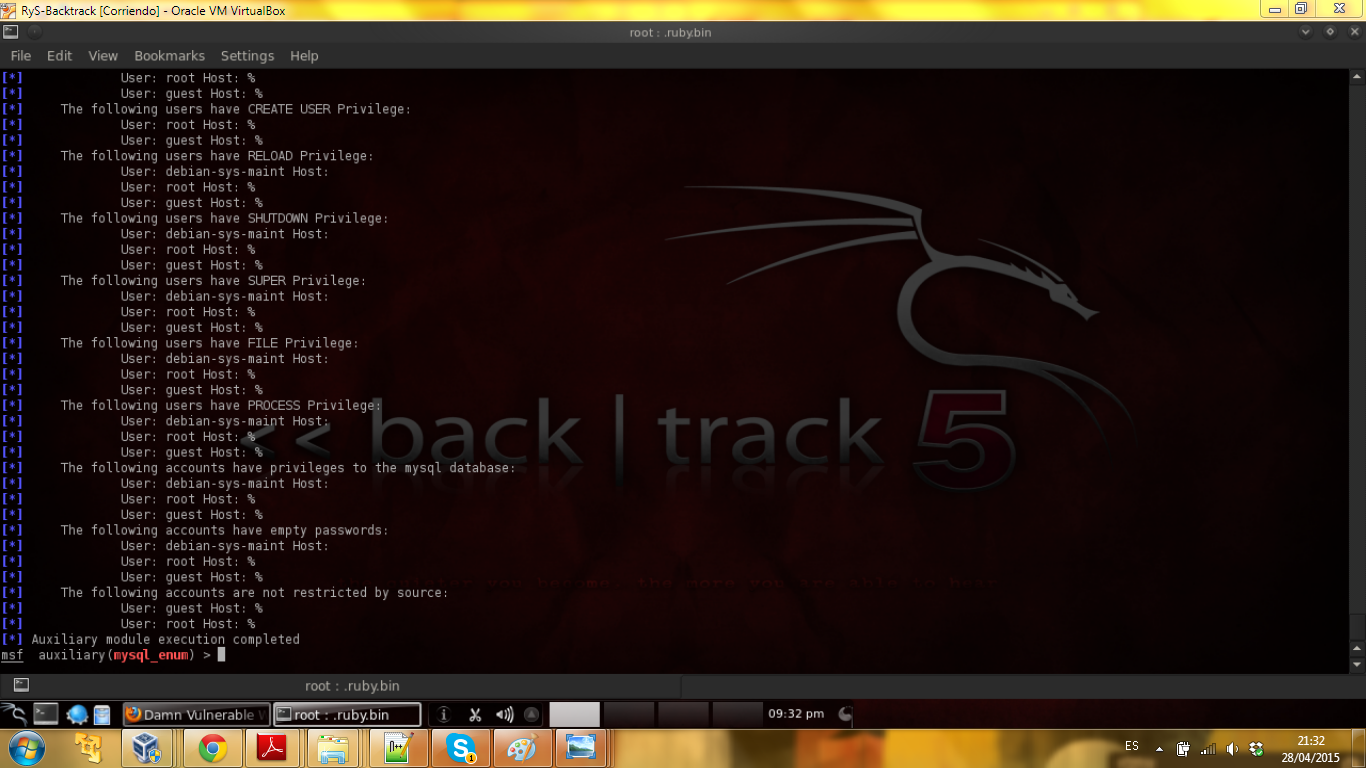 RyS-Backtrack [Corriendo] - Oracle VM VirtualBox
root : .ruby.bin
File Edit View Bookmarks Settings Help
[*] User: root Host: %
[*] User: guest Host: %
[*] The following users have CREATE USER Privilege:
[*] User: root Host: %
[*] User: guest Host: %
[*] The following users have RELOAD Privilege:
[*] User: debian-sys-maint Host:
[*] User: root Host: %
[*] User: guest Host: %
[*] The following users have SHUTDOWN Privilege:
[*] User: debian-sys-maint Host:
[*] User: root Host: %
[*] User: guest Host: %
[*] The following users have SUPER Privilege:
[*] User: debian-sys-maint Host:
[*] User: root Host: %
[*] User: guest Host: %
[*] The following users have FILE Privilege:
[*] User: debian-sys-maint Host:
[*] User: root Host: %
[*] User: guest Host: %
[*] The following users have PROCESS Privilege:
[*] User: debian-sys-maint Host:
[*] User: root Host: %
[*] User: guest Host: %
[*] The following accounts have privileges to the mysql database:
[*] User: debian-sys-maint Host:
[*] User: root Host: %
[*] User: guest Host: %
[*] The following accounts have empty passwords:
[*] User: debian-sys-maint Host:
[*] User: root Host: %
[*] User: guest Host: %
[*] The following accounts are not restricted by source:
[*] User: guest Host: %
[*] User: root Host: %
[*] Auxiliary module execution completed
msf auxiliary(mysql_enum) >
<< back | track 5
root : .ruby.bin
Damn Vulnerable W
root : .ruby.bin
09:32 pm
ES
21:32
28/04/2015